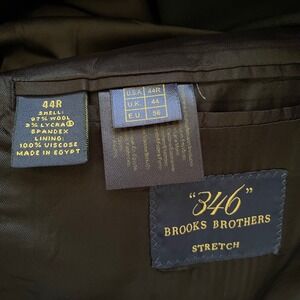 44R
SHELL:
97% WOOL
3% LYCRA®
SPANDEX
LINING:
100% VISCOSE
MADE IN EGYPT
U.S.A. 44R
U.K. 44
E.U. 56
"346"
BROOKS BROTHERS
STRETCH